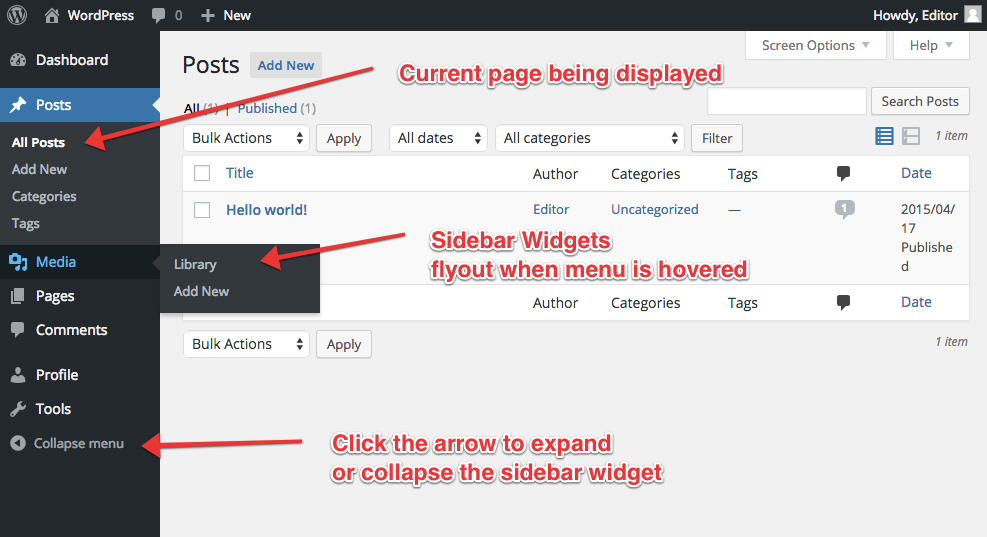 WordPress 0 New Howdy, Editor
Dashboard
Posts
All Posts
Add New
Categories
Tags
Media
Library
Add New
Pages
Comments
Profile
Tools
Collapse menu
Screen Options Help
Posts Add New
Current page being displayed
All (1) | Published (1)
Search Posts
Bulk Actions Apply All dates All categories Filter 1 item
Title Author Categories Tags Date
Hello world! Editor Uncategorized — 1 2015/04/
17
Publishe
d
Sidebar Widgets
flyout when menu is hovered
Author Categories Tags Date
Bulk Actions Apply 1 item
Click the arrow to expand
or collapse the sidebar widget